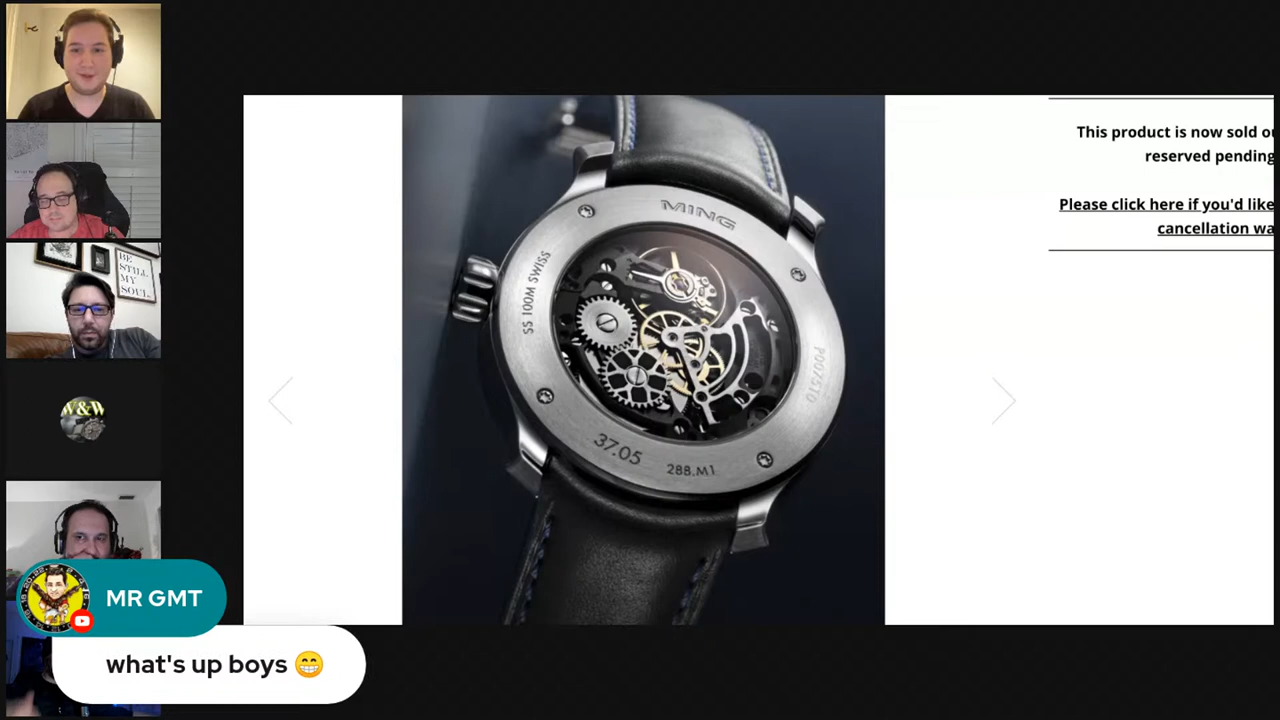 BE
STILL
MY
SOUL
W&W
MR GMT
what's up boys 😁
MING
SS 100M SWISS
37.05
288.M1
This product is now sold ou
reserved pending
Please click here if you'd like
cancellation wa